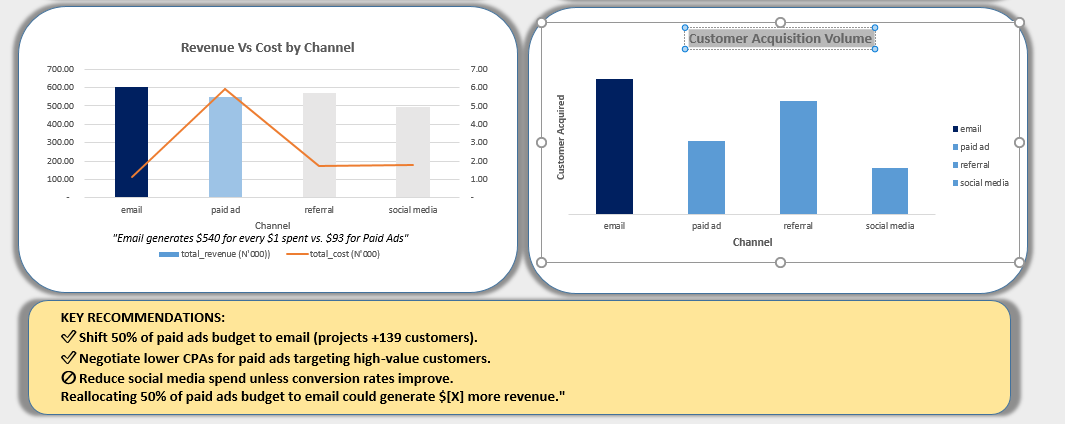 Revenue Vs Cost by Channel
700.00
600.00
500.00
400.00
300.00
200.00
100.00
-
7.00
6.00
5.00
4.00
3.00
2.00
1.00
-
email paid ad referral social media
Channel
"Email generates $540 for every $1 spent vs. $93 for Paid Ads"
total_revenue (N'000)) total_cost (N'000)
Customer Acquisition Volume
Customer Acquired
email paid ad referral social media
Channel
email
paid ad
referral
social media
KEY RECOMMENDATIONS:
Shift 50% of paid ads budget to email (projects +139 customers).
Negotiate lower CPAs for paid ads targeting high-value customers.
Reduce social media spend unless conversion rates improve.
Reallocating 50% of paid ads budget to email could generate $[X] more revenue."